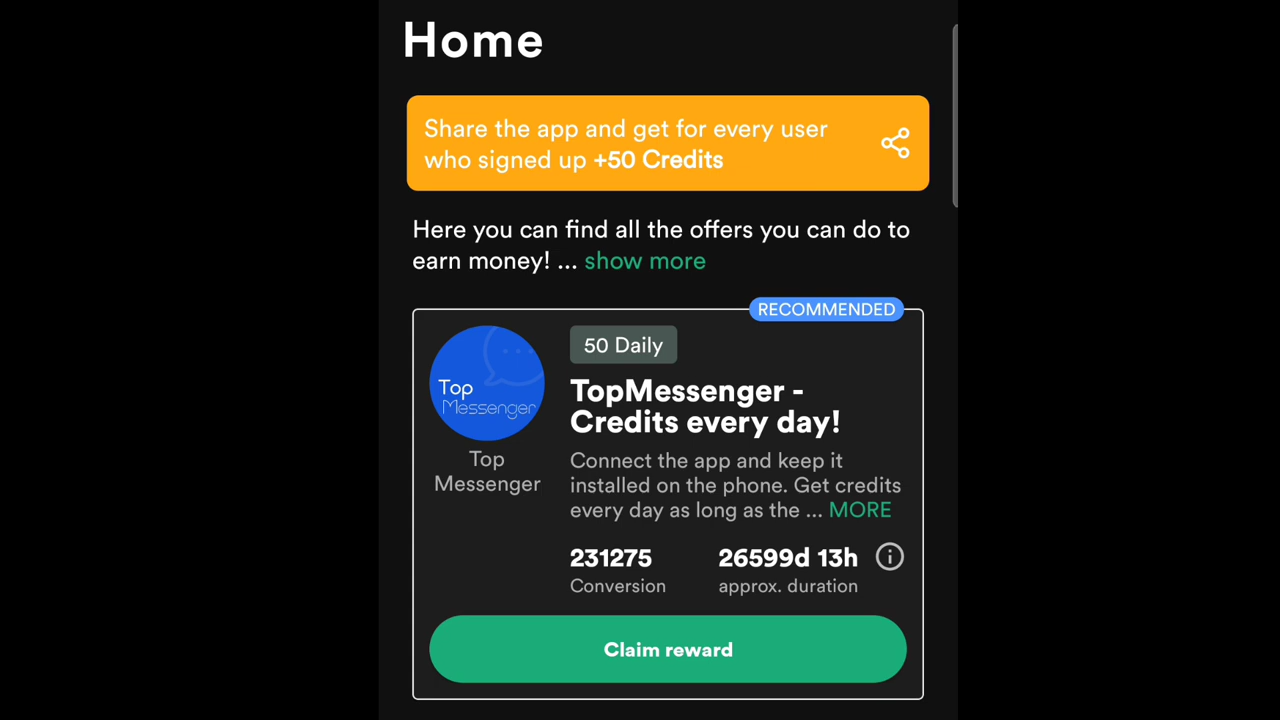 Home
Share the app and get for every user
who signed up +50 Credits
Here you can find all the offers you can do to
earn money! ... show more
RECOMMENDED
50 Daily
Top
Messenger
TopMessenger -
Credits every day!
Top
Messenger
Connect the app and keep it
installed on the phone. Get credits
every day as long as the ... MORE
231275
Conversion
26599d 13h
approx. duration
Claim reward